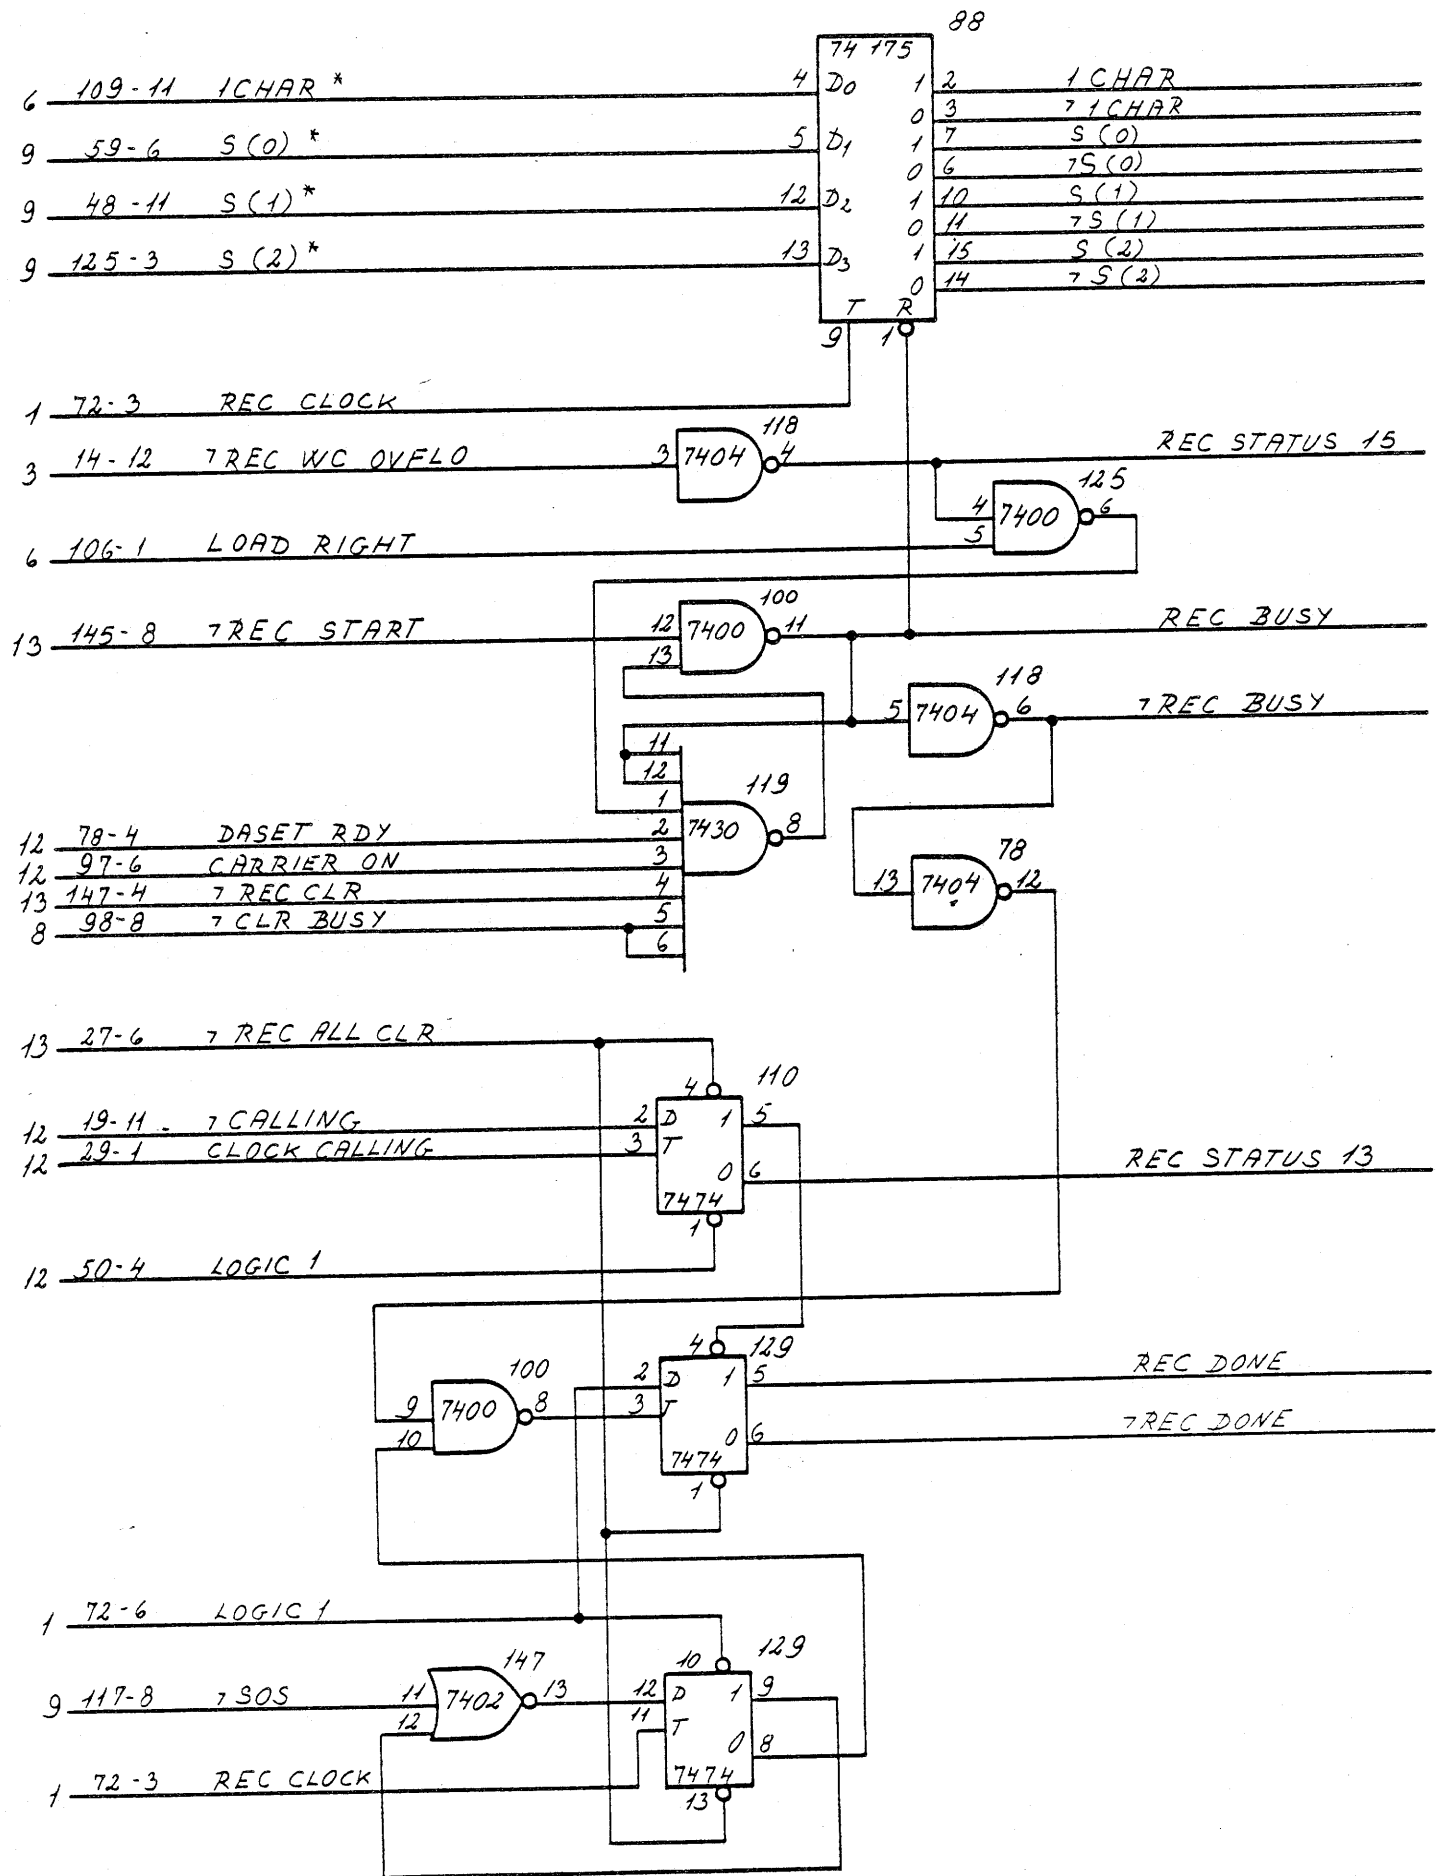 88
74 175
6 109-11 1CHAR * 4 D0 1 2 1 CHAR
0 3 ¬1CHAR
9 59-6 S(0) * 5 D1 1 7 S(0)
0 6 ¬S(0)
9 48-11 S(1) * 12 D2 1 10 S(1)
0 11 ¬S(1)
9 125-3 S(2) * 13 D3 1 15 S(2)
0 14 ¬S(2)
T R
9 1
1 72-3 REC CLOCK
118
3 14-12 ¬REC WC OVFLO 3 7404 4 REC STATUS 15
125
4 7400 6
6 106-1 LOAD RIGHT 5
100
13 145-8 ¬REC START 12 7400 11 REC BUSY
13
118
5 7404 6 ¬REC BUSY
11
12
119
1
12 78-4 DASET RDY 2 7430 8
12 97-6 CARRIER ON 3
13 147-4 ¬REC CLR 4
8 98-8 ¬CLR BUSY 5
6
78
13 7404 12
13 27-6 ¬REC ALL CLR
4 110
12 19-11 ¬CALLING 2 D 1 5
12 29-1 CLOCK CALLING 3 T
0 6 REC STATUS 13
7474
1
12 50-4 LOGIC 1
4 129
100
2 D 1 5 REC DONE
9 7400 8 3 T
10
0 6 ¬REC DONE
7474
1
1 72-6 LOGIC 1
147
10 129
9 117-8 ¬SOS 11 7402 13 12 D 1 9
12 11 T
0 8
1 72-3 REC CLOCK 7474
13